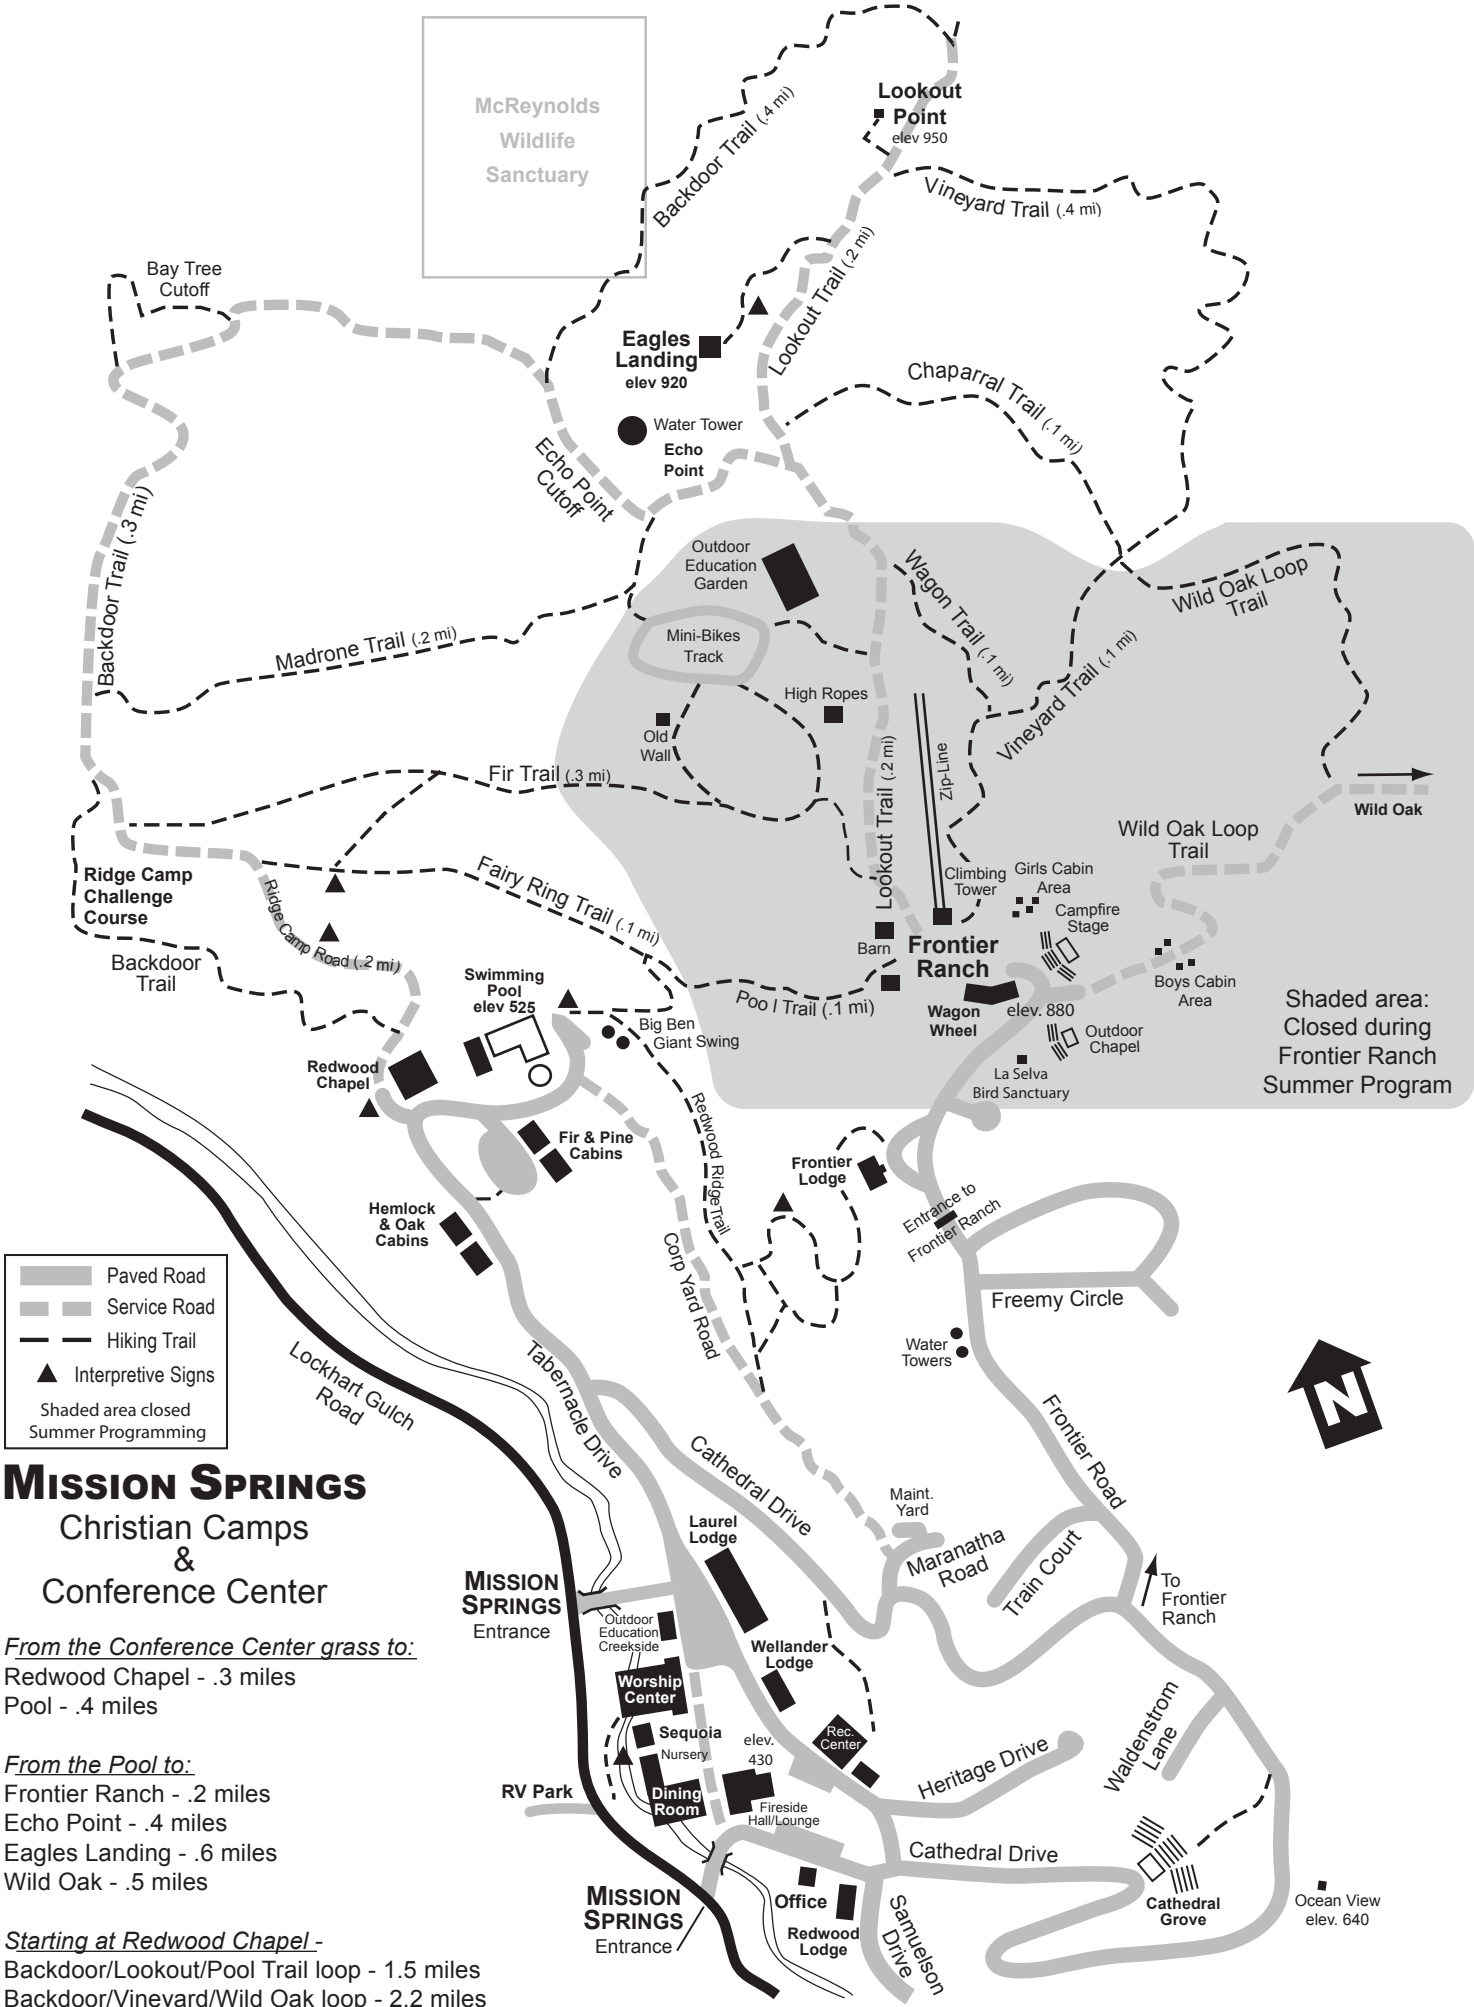 McReynolds
Wildlife
Sanctuary
Lookout
Point
elev 950
Backdoor Trail (.4 mi)
Vineyard Trail (.4 mi)
Bay Tree
Cutoff
Lookout Trail (.2 mi)
Eagles
Landing
elev 920
Chaparral Trail (.1 mi)
Water Tower
Echo
Point
Echo Point
Cutoff
Backdoor Trail (.3 mi)
Outdoor
Education
Garden
Wagon Trail (.1 mi)
Wild Oak Loop
Trail
Madrone Trail (.2 mi)
Mini-Bikes
Track
Vineyard Trail (.1 mi)
High Ropes
Old
Wall
Lookout Trail (.2 mi)
Zip-Line
Fir Trail (.3 mi)
Wild Oak
Wild Oak Loop
Trail
Ridge Camp
Challenge
Course
Ridge Camp Road (.2 mi)
Fairy Ring Trail (.1 mi)
Climbing
Tower
Girls Cabin
Area
Campfire
Stage
Barn
Frontier
Ranch
Backdoor
Trail
Swimming
Pool
elev 525
Poo l Trail (.1 mi)
Wagon
Wheel
elev. 880
Boys Cabin
Area
Shaded area:
Closed during
Frontier Ranch
Summer Program
Big Ben
Giant Swing
Outdoor
Chapel
Redwood
Chapel
La Selva
Bird Sanctuary
Redwood RidgeTrail
Fir & Pine
Cabins
Frontier
Lodge
Entrance to
Frontier Ranch
Hemlock
& Oak
Cabins
Corp Yard Road
Freemy Circle
Paved Road
Service Road
Hiking Trail
Interpretive Signs
Shaded area closed
Summer Programming
Water
Towers
N
Lockhart Gulch
Road
Tabernacle Drive
Frontier Road
Cathedral Drive
MISSION SPRINGS
Christian Camps
&
Conference Center
Maint.
Yard
Laurel
Lodge
Maranatha
Road
Train Court
To
Frontier
Ranch
MISSION
SPRINGS
Entrance
Outdoor
Education
Creekside
Wellander
Lodge
Worship
Center
From the Conference Center grass to:
Redwood Chapel - .3 miles
Pool - .4 miles
Waldenstrom
Lane
Sequoia
Nursery
elev.
430
Rec.
Center
Heritage Drive
From the Pool to:
Frontier Ranch - .2 miles
Echo Point - .4 miles
Eagles Landing - .6 miles
Wild Oak - .5 miles
RV Park
Dining
Room
Fireside
Hall/Lounge
Cathedral Drive
Cathedral
Grove
Ocean View
elev. 640
MISSION
SPRINGS
Entrance
Office
Redwood
Lodge
Samuelson
Drive
Starting at Redwood Chapel -
Backdoor/Lookout/Pool Trail loop - 1.5 miles
Backdoor/Vineyard/Wild Oak loop - 2.2 miles